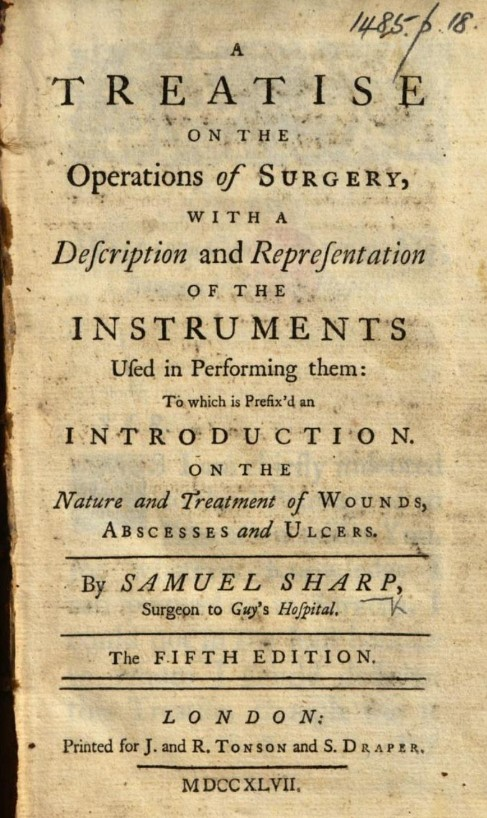 1485. p. 18.
A
TREATISE
ON THE
Operations of SURGERY,
WITH A
Deſcription and Repreſentation
OF THE
INSTRUMENTS
Uſed in Performing them:
To which is Prefix'd an
INTRODUCTION.
ON THE
Nature and Treatment of WOUNDS,
ABSCESSES and ULCERS.
By SAMUEL SHARP,
Surgeon to Guy's Hoſpital.
The FIFTH EDITION.
LONDON:
Printed for J. and R. TONSON and S. DRAPER.
MDCCXLVII.